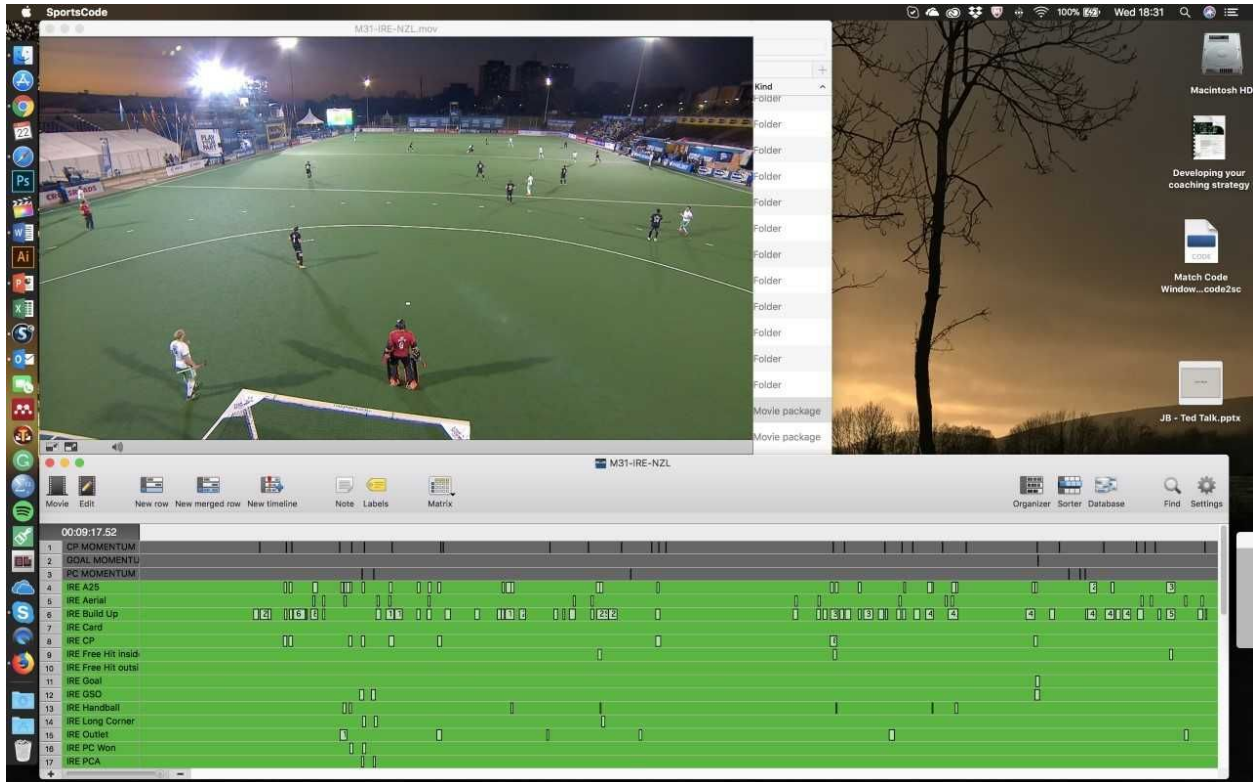 SportsCode
100%
Wed 18:31
M31-IRE-NZL.mov
Kind
Folder
Folder
Folder
Folder
Folder
Folder
Folder
Folder
Folder
Folder
Folder
Folder
Movie package
Movie package
PLAY
Macintosh HD
Developing your
coaching strategy
CODE
Match Code
Window...code2sc
JB - Ted Talk.pptx
22
Ps
Ai
M31-IRE-NZL
Movie Edit New row New merged row New timeline Note Labels Matrix Organizer Sorter Database Find Settings
00:09:17.52
1 CP MOMENTUM
2 GOAL MOMENTU
3 PC MOMENTUM
4 IRE A25
5 IRE Aerial
6 IRE Build Up
7 IRE Card
8 IRE CP
9 IRE Free Hit insid
10 IRE Free Hit outsi
11 IRE Goal
12 IRE GSO
13 IRE Handball
14 IRE Long Corner
15 IRE Outlet
16 IRE PC Won
17 IRE PCA